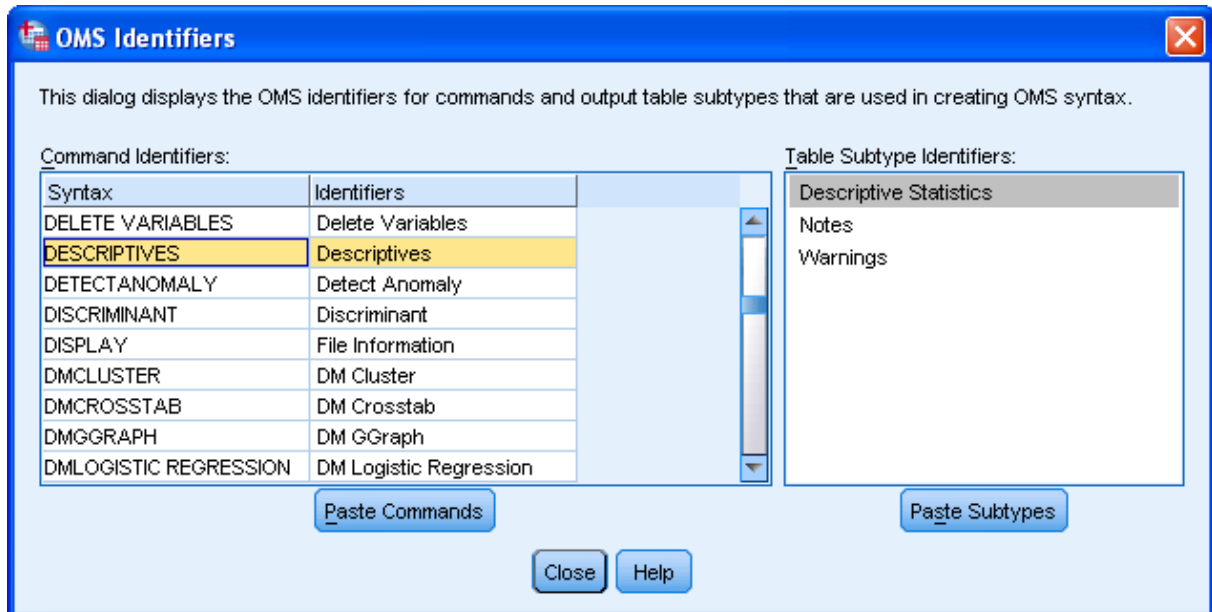 OMS Identifiers
This dialog displays the OMS identifiers for commands and output table subtypes that are used in creating OMS syntax.
Command Identifiers:
Syntax Identifiers
DELETE VARIABLES Delete Variables
DESCRIPTIVES Descriptives
DETECTANOMALY Detect Anomaly
DISCRIMINANT Discriminant
DISPLAY File Information
DMCLUSTER DM Cluster
DMCROSSTAB DM Crosstab
DMGGRAPH DM GGraph
DMLOGISTIC REGRESSION DM Logistic Regression
Paste Commands
Table Subtype Identifiers:
Descriptive Statistics
Notes
Warnings
Paste Subtypes
Close Help